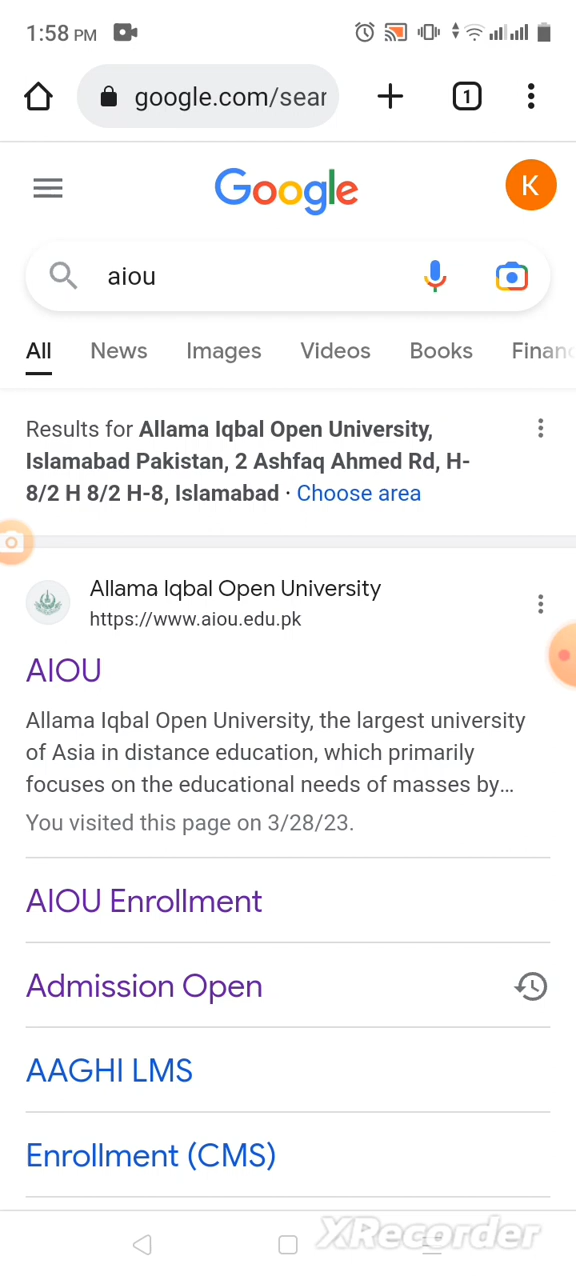 1:58 PM
google.com/sear
1
Google
K
aiou
All News Images Videos Books Financ
Results for Allama Iqbal Open University,
Islamabad Pakistan, 2 Ashfaq Ahmed Rd, H-
8/2 H 8/2 H-8, Islamabad · Choose area
Allama Iqbal Open University
https://www.aiou.edu.pk
AIOU
Allama Iqbal Open University, the largest university
of Asia in distance education, which primarily
focuses on the educational needs of masses by...
You visited this page on 3/28/23.
AIOU Enrollment
Admission Open
AAGHI LMS
Enrollment (CMS)
XRecorder